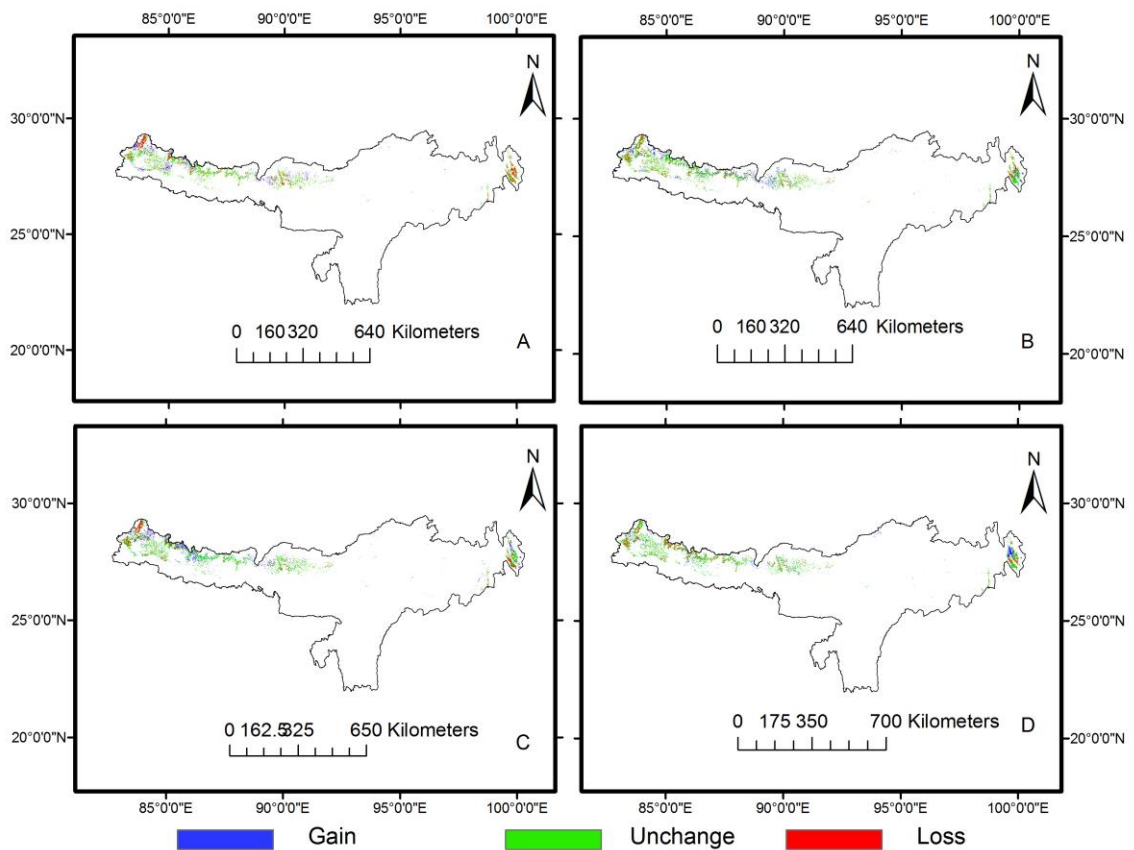 85°0'0"E 90°0'0"E 95°0'0"E 100°0'0"E
85°0'0"E 90°0'0"E 95°0'0"E 100°0'0"E
N
N
30°0'0"N
30°0'0"N
25°0'0"N
25°0'0"N
0 160 320 640 Kilometers
A
0 160 320 640 Kilometers
B
20°0'0"N
20°0'0"N
N
N
30°0'0"N
30°0'0"N
25°0'0"N
25°0'0"N
0 162.5 325 650 Kilometers
C
0 175 350 700 Kilometers
D
20°0'0"N
20°0'0"N
85°0'0"E 90°0'0"E 95°0'0"E 100°0'0"E
85°0'0"E 90°0'0"E 95°0'0"E 100°0'0"E
Gain Unchange Loss